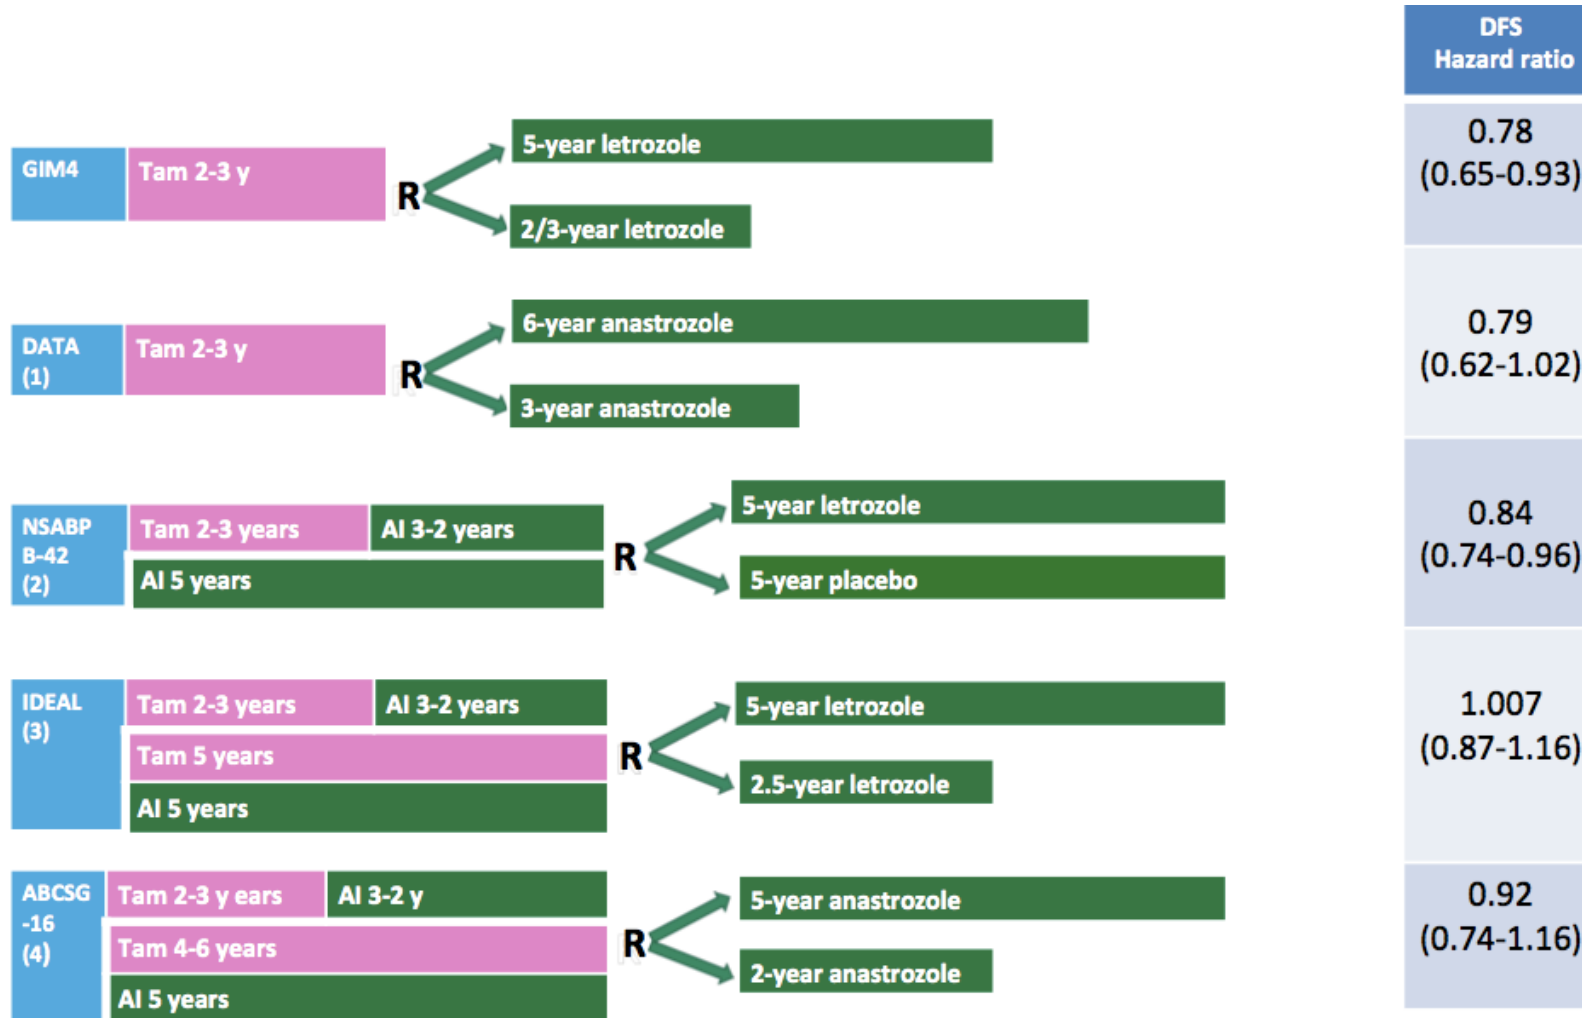 DFS
Hazard ratio
GIM4
Tam 2-3 y
R
5-year letrozole
2/3-year letrozole
0.78
(0.65-0.93)
DATA
(1)
Tam 2-3 y
R
6-year anastrozole
3-year anastrozole
0.79
(0.62-1.02)
NSABP
B-42
(2)
Tam 2-3 years
AI 3-2 years
AI 5 years
R
5-year letrozole
5-year placebo
0.84
(0.74-0.96)
IDEAL
(3)
Tam 2-3 years
AI 3-2 years
Tam 5 years
AI 5 years
R
5-year letrozole
2.5-year letrozole
1.007
(0.87-1.16)
ABCSG
-16
(4)
Tam 2-3 y ears
AI 3-2 y
Tam 4-6 years
AI 5 years
R
5-year anastrozole
2-year anastrozole
0.92
(0.74-1.16)